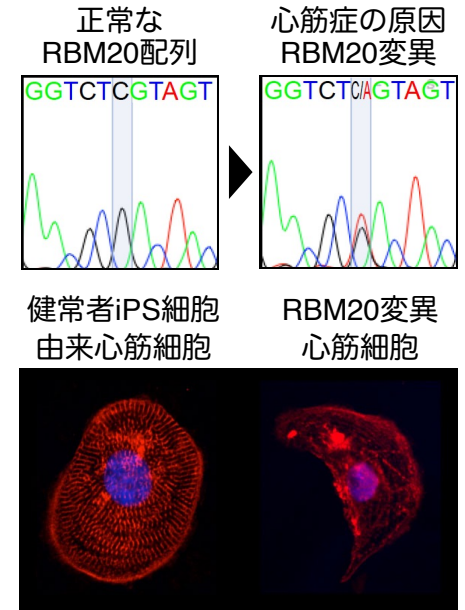 正常な
RBM20配列
心筋症の原因
RBM20変異
GGTCTCGTAGT
GGTCTC/AGTAGT
健常者iPS細胞
由来心筋細胞
RBM20変異
心筋細胞